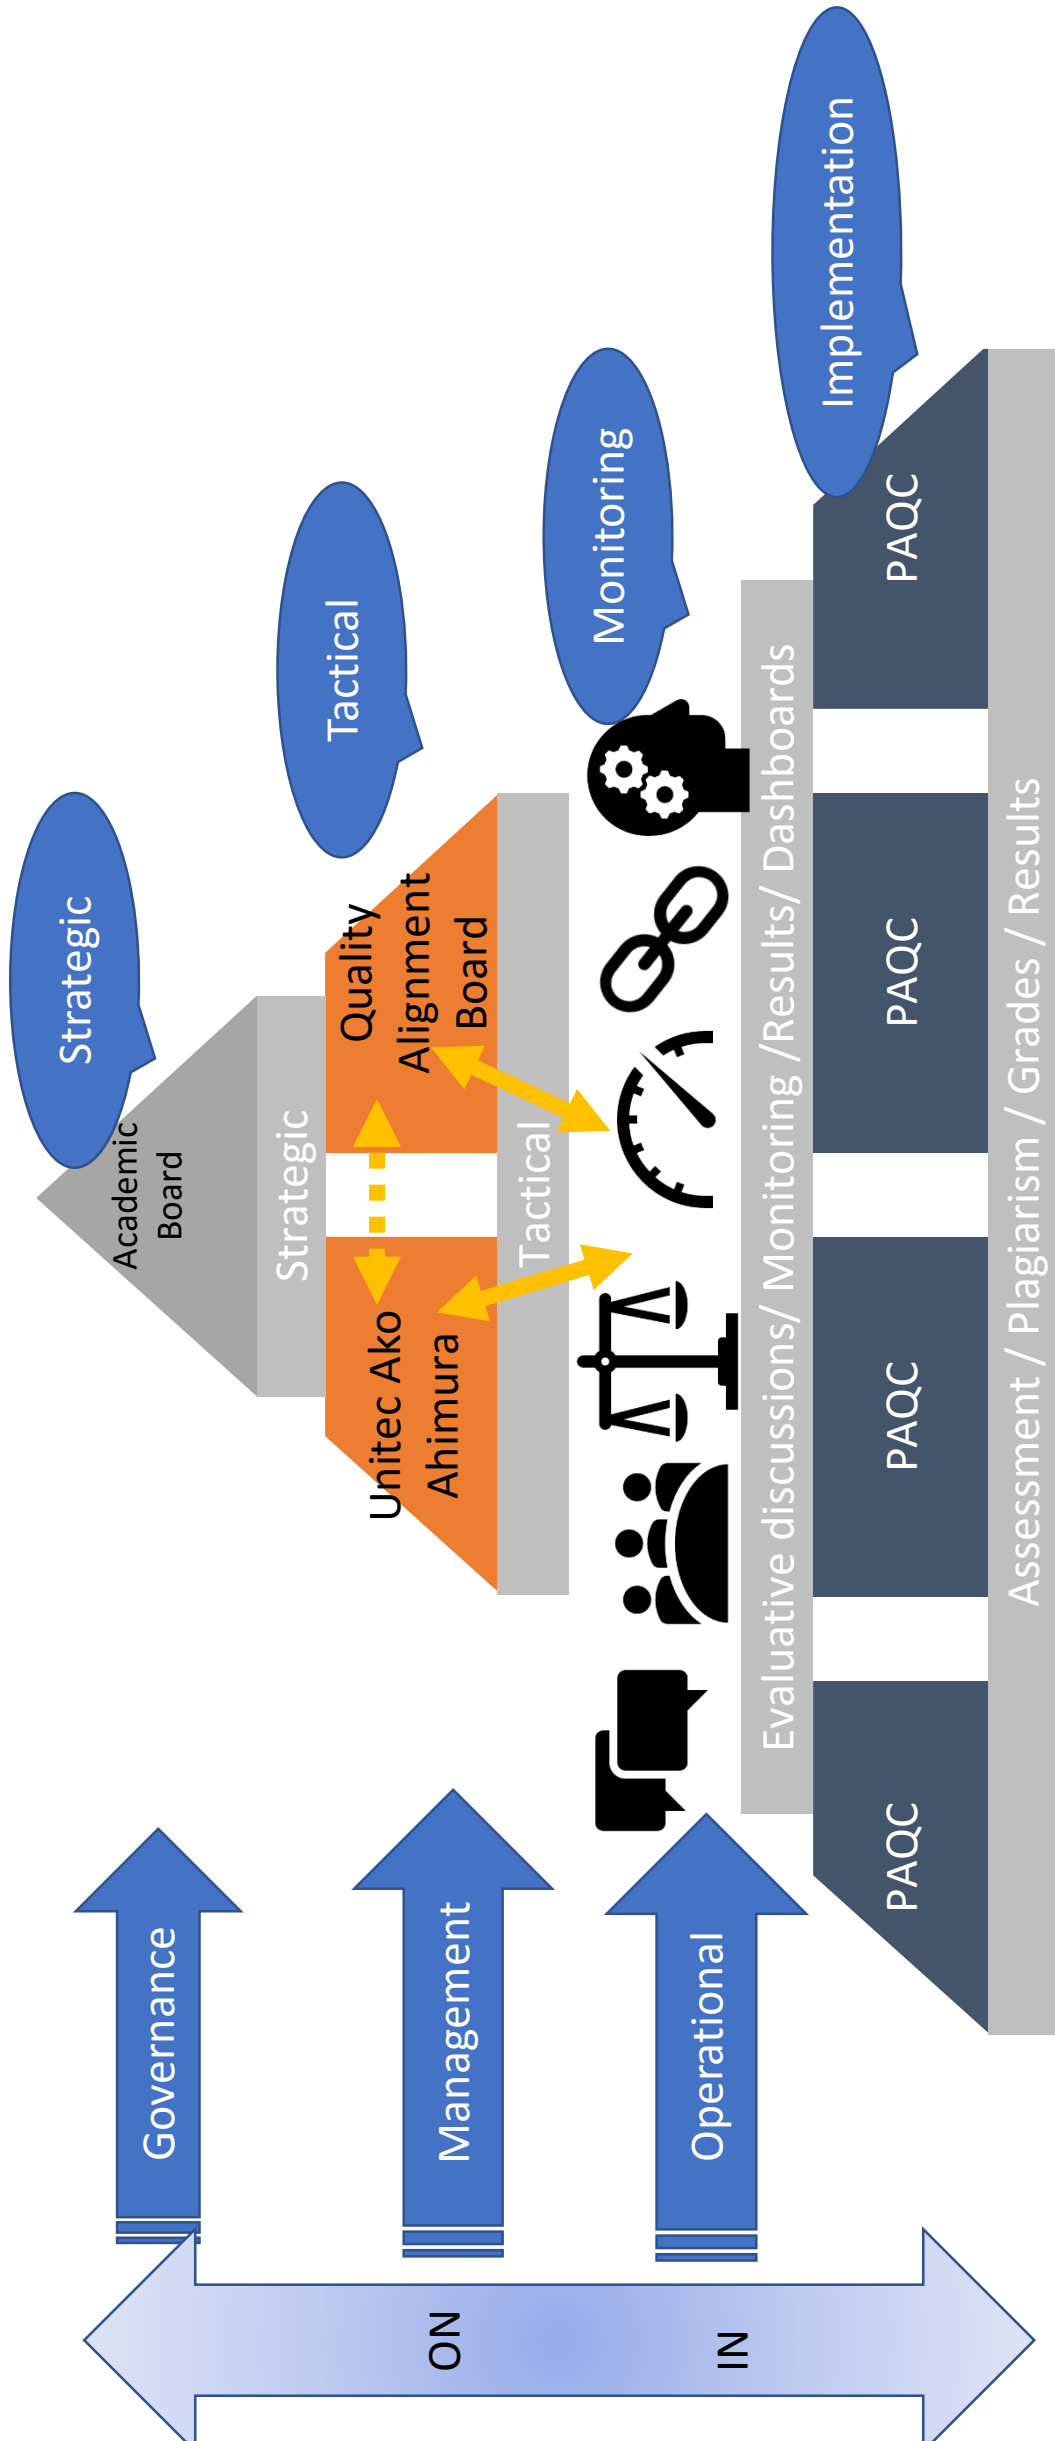 Strategic
Academic
Board
Governance
Strategic
Tactical
Quality
Alignment
Board
Unitec Ako
Ahimura
Management
ON
Tactical
Monitoring
Operational
IN
Evaluative discussions/ Monitoring /Results/ Dashboards
Implementation
PAQC
PAQC
PAQC
PAQC
Assessment / Plagiarism / Grades / Results